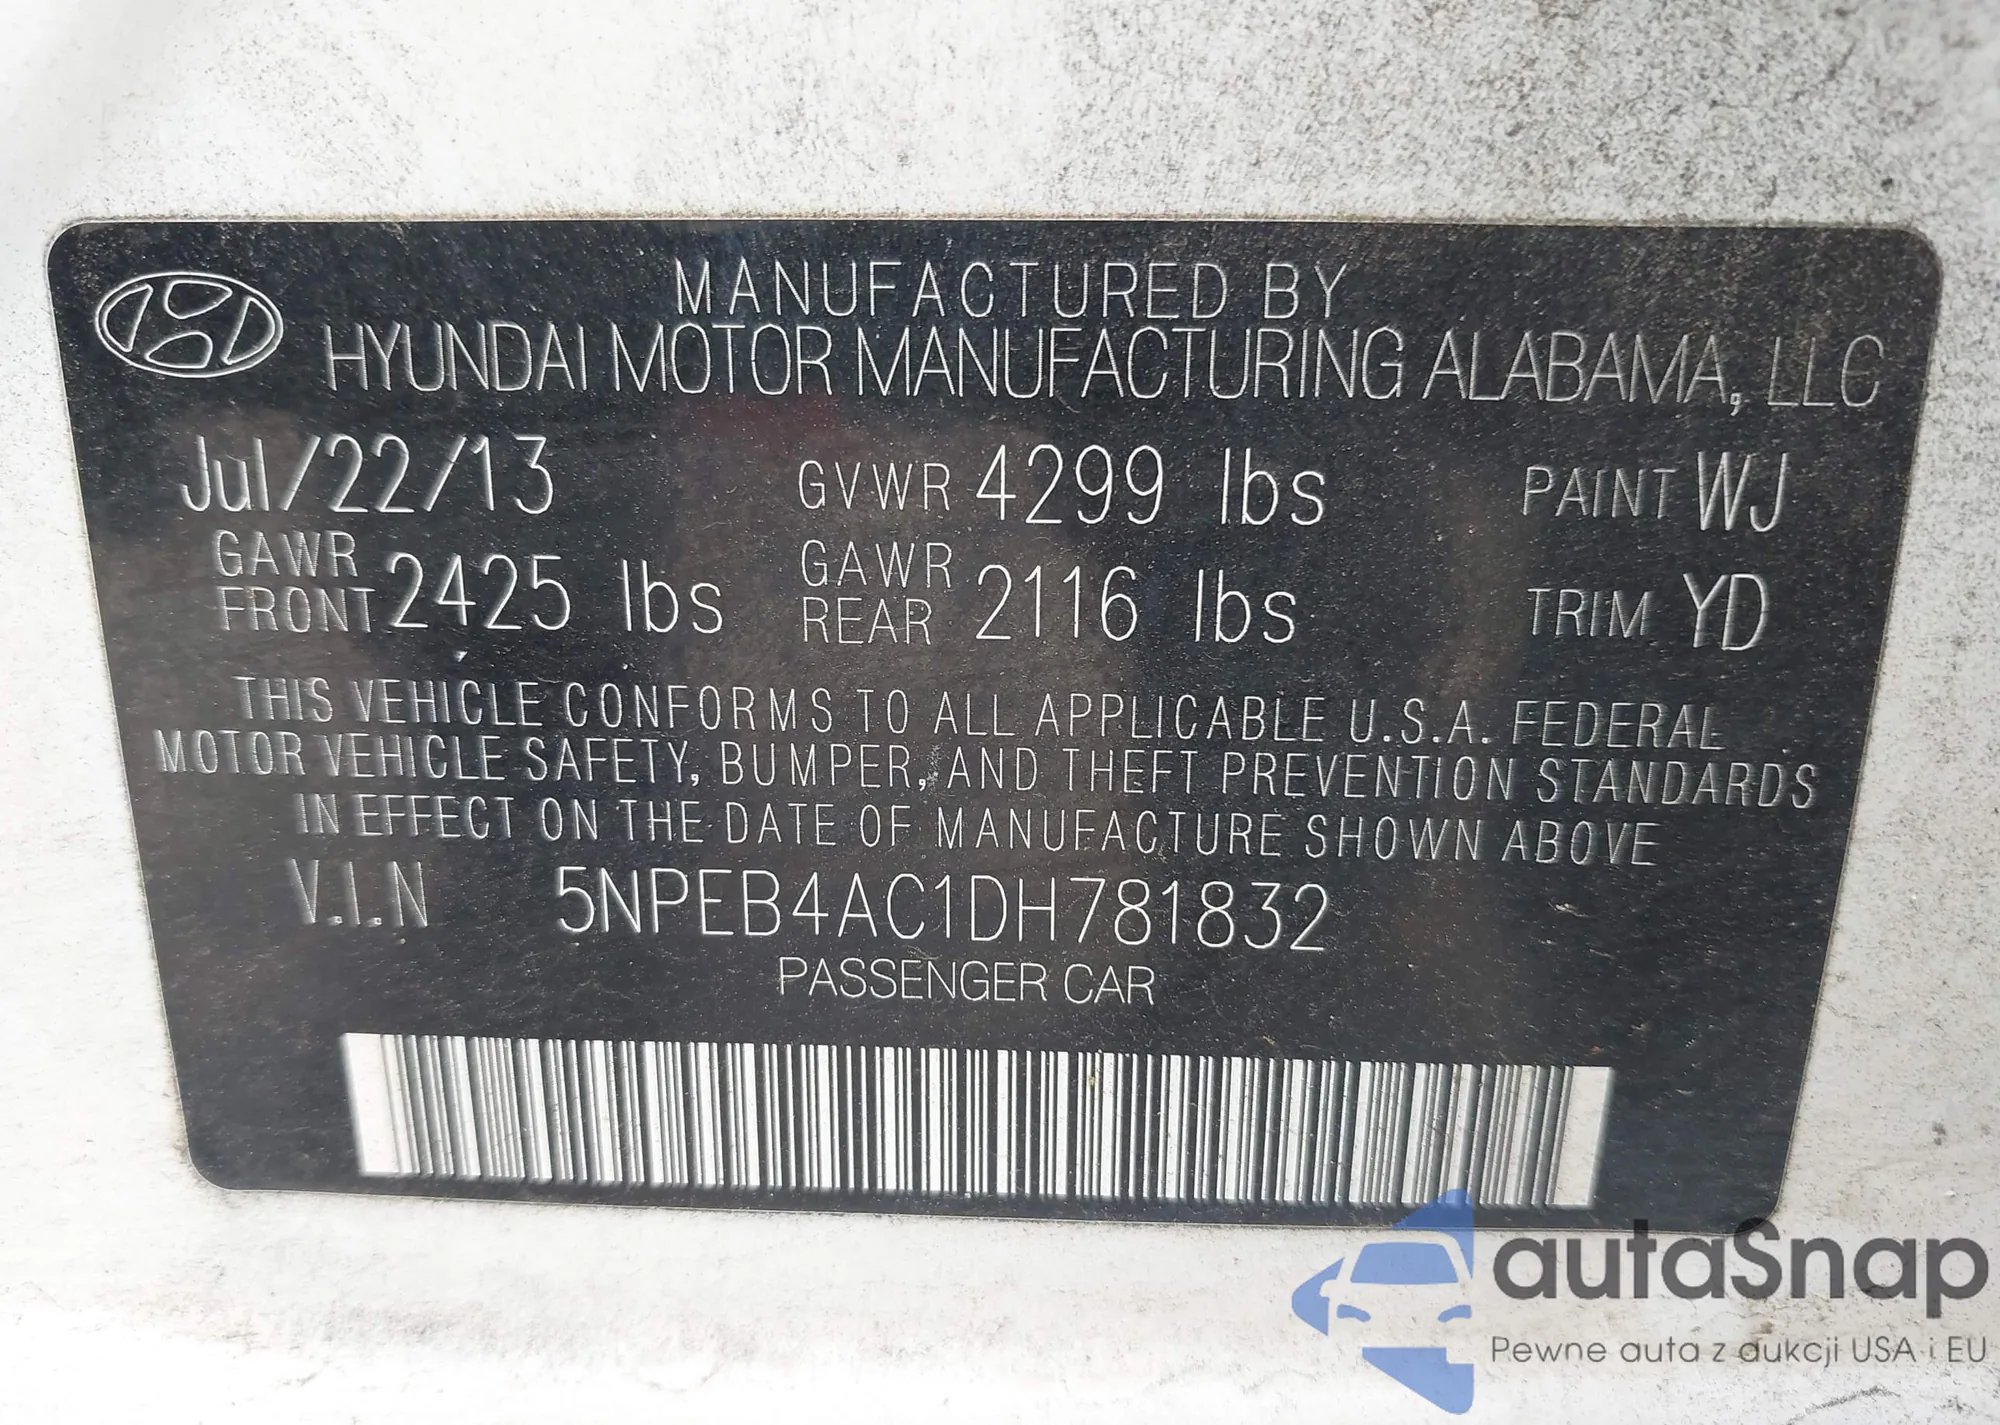 MANUFACTURED BY
HYUNDAI MOTOR MANUFACTURING ALABAMA, LLC
Jul/22/13 GVWR 4299 lbs PAINT WJ
GAWR FRONT 2425 lbs GAWR REAR 2116 lbs TRIM YD
THIS VEHICLE CONFORMS TO ALL APPLICABLE U.S.A. FEDERAL
MOTOR VEHICLE SAFETY, BUMPER, AND THEFT PREVENTION STANDARDS
IN EFFECT ON THE DATE OF MANUFACTURE SHOWN ABOVE
V.I.N 5NPEB4AC1DH781832
PASSENGER CAR
autaSnap
Pewne auta z aukcji USA i EU